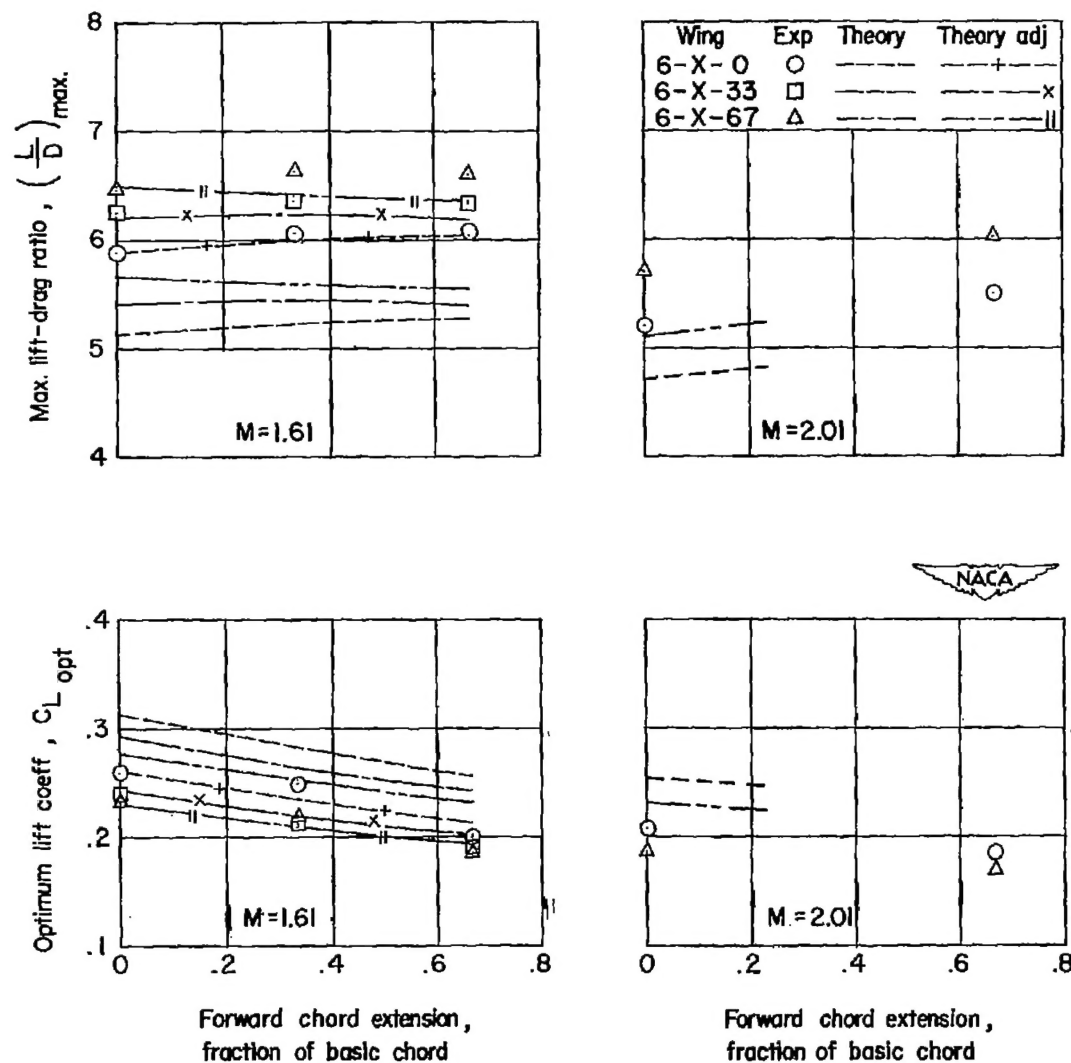 Max. lift-drag ratio, (L/D)max.
8
7
6
5
4
M=1.61
Wing Exp Theory Theory adj
6-X-0
6-X-33
6-X-67
M=2.01
NACA
Optimum lift coeff, CLopt
.4
.3
.2
.1
M=1.61
M=2.01
0 .2 .4 .6 .8
0 .2 .4 .6 .8
Forward chord extension,
fraction of basic chord
Forward chord extension,
fraction of basic chord